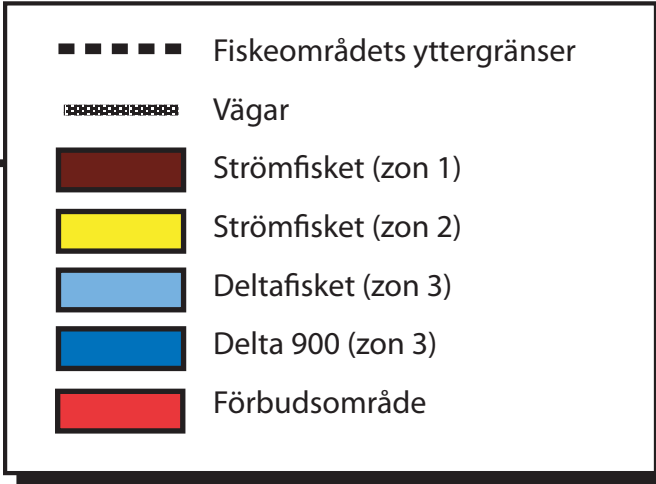 Fiskeområdets yttergränser
Vägar
Strömfisket (zon 1)
Strömfisket (zon 2)
Deltafisket (zon 3)
Delta 900 (zon 3)
Förbudsområde